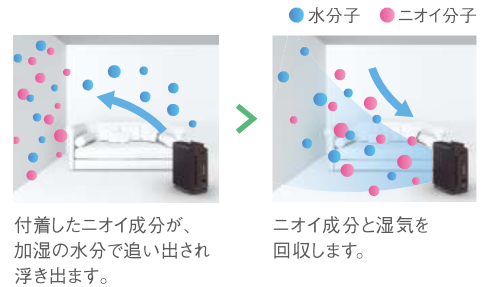 水分子 ニオイ分子
付着したニオイ成分が、
加湿の水分で追い出され
浮き出ます。
ニオイ成分と湿気を
回収します。